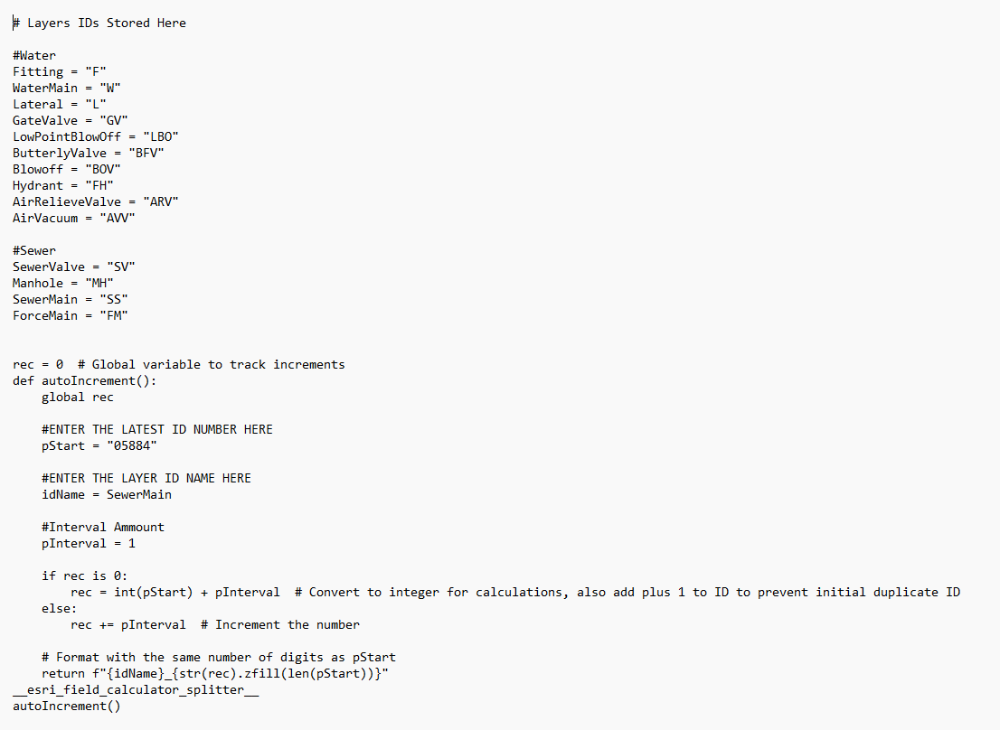 # Layers IDs Stored Here

#Water
Fitting = "F"
WaterMain = "W"
Lateral = "L"
GateValve = "GV"
LowPointBlowOff = "LBO"
ButterlyValve = "BFV"
Blowoff = "BOV"
Hydrant = "FH"
AirRelieveValve = "ARV"
AirVacuum = "AVV"

#Sewer
SewerValve = "SV"
Manhole = "MH"
SewerMain = "SS"
ForceMain = "FM"


rec = 0  # Global variable to track increments
def autoIncrement():
    global rec

    #ENTER THE LATEST ID NUMBER HERE
    pStart = "05884"

    #ENTER THE LAYER ID NAME HERE
    idName = SewerMain

    #Interval Ammount
    pInterval = 1

    if rec is 0:
        rec = int(pStart) + pInterval  # Convert to integer for calculations, also add plus 1 to ID to prevent initial duplicate ID
    else:
        rec += pInterval  # Increment the number

    # Format with the same number of digits as pStart
    return f"{idName}_{str(rec).zfill(len(pStart))}"
__esri_field_calculator_splitter__
autoIncrement()